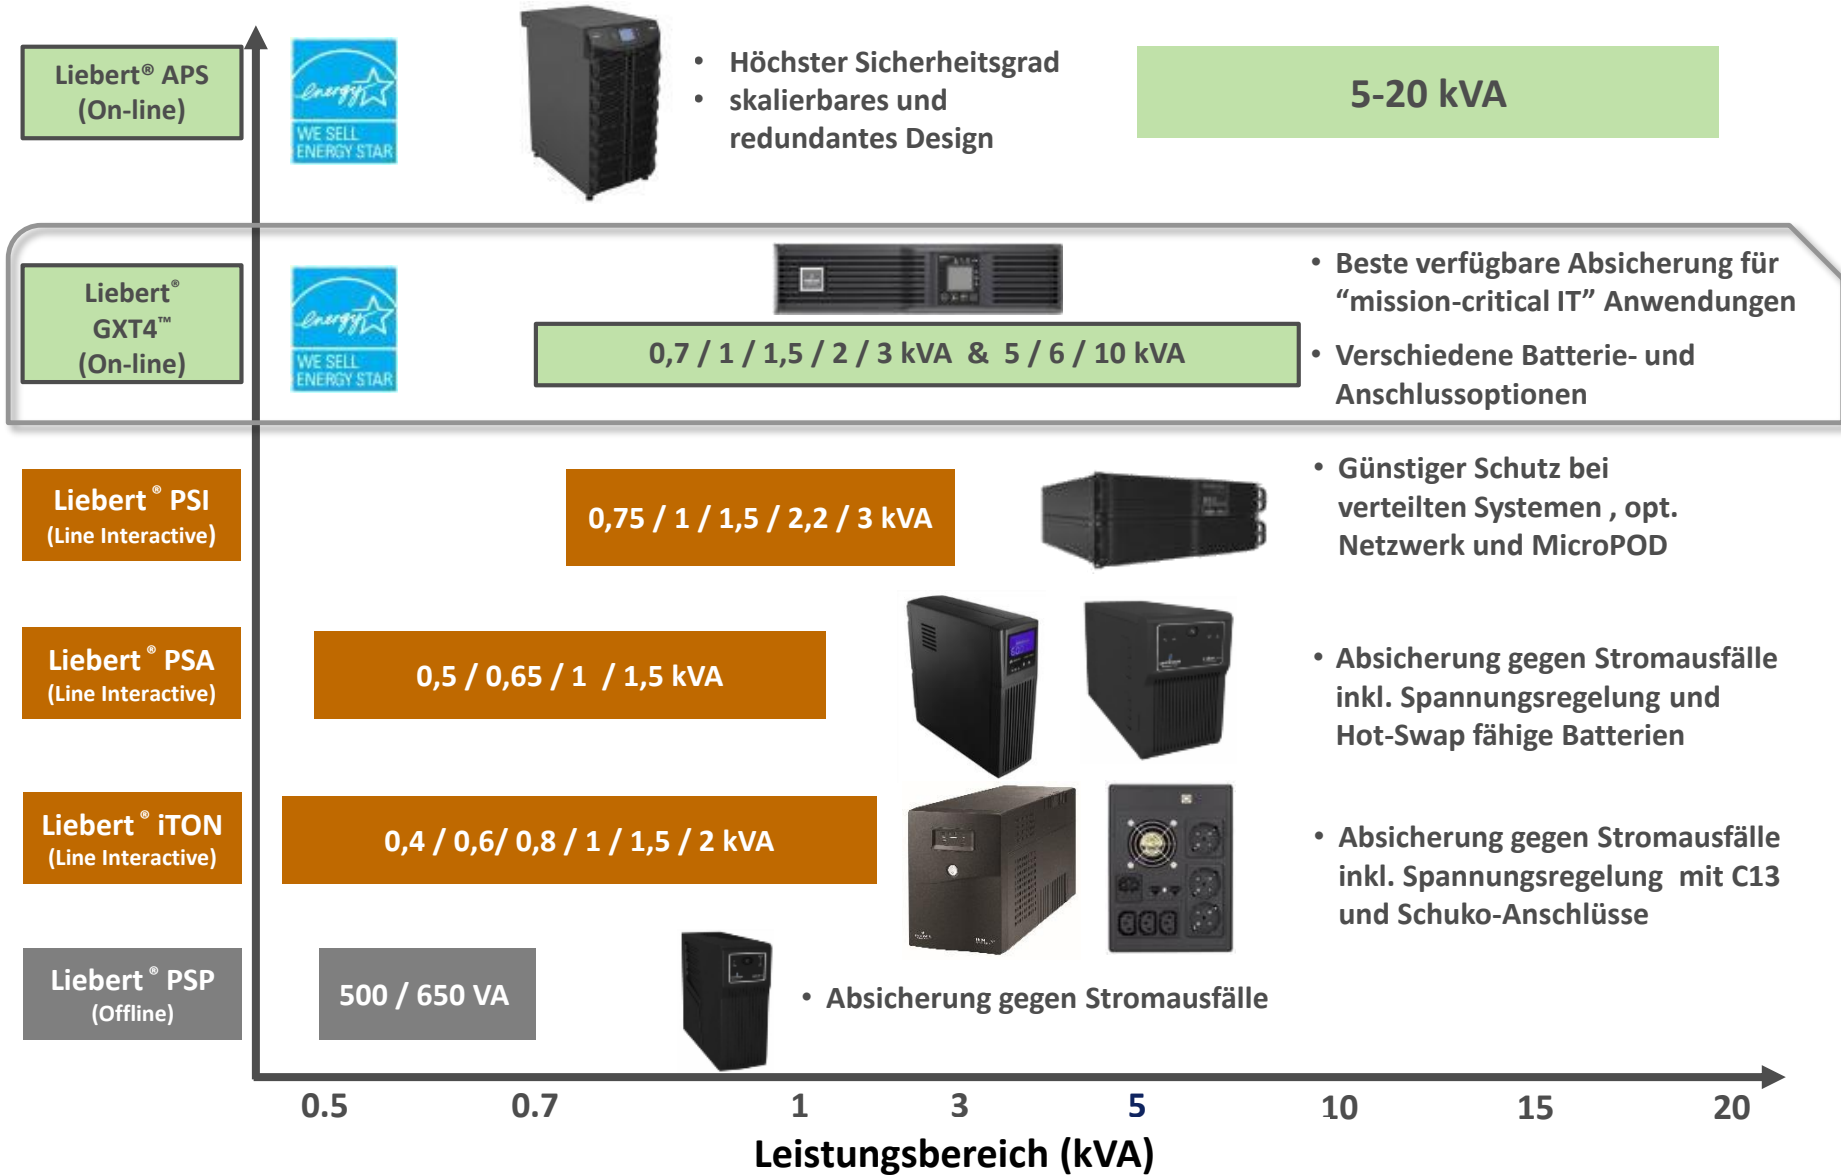 Liebert® APS
(On-line)
energy
WE SELL
ENERGY STAR
• Höchster Sicherheitsgrad
• skalierbares und
redundantes Design
5-20 kVA
Liebert®
GXT4™
(On-line)
energy
WE SELL
ENERGY STAR
0,7 / 1 / 1,5 / 2 / 3 kVA & 5 / 6 / 10 kVA
• Beste verfügbare Absicherung für
“mission-critical IT” Anwendungen
• Verschiedene Batterie- und
Anschlussoptionen
Liebert® PSI
(Line Interactive)
0,75 / 1 / 1,5 / 2,2 / 3 kVA
• Günstiger Schutz bei
verteilten Systemen , opt.
Netzwerk und MicroPOD
Liebert® PSA
(Line Interactive)
0,5 / 0,65 / 1 / 1,5 kVA
• Absicherung gegen Stromausfälle
inkl. Spannungsregelung und
Hot-Swap fähige Batterien
Liebert® iTON
(Line Interactive)
0,4 / 0,6/ 0,8 / 1 / 1,5 / 2 kVA
• Absicherung gegen Stromausfälle
inkl. Spannungsregelung mit C13
und Schuko-Anschlüsse
Liebert® PSP
(Offline)
500 / 650 VA
• Absicherung gegen Stromausfälle
0.5 0.7 1 3 5 10 15 20
Leistungsbereich (kVA)